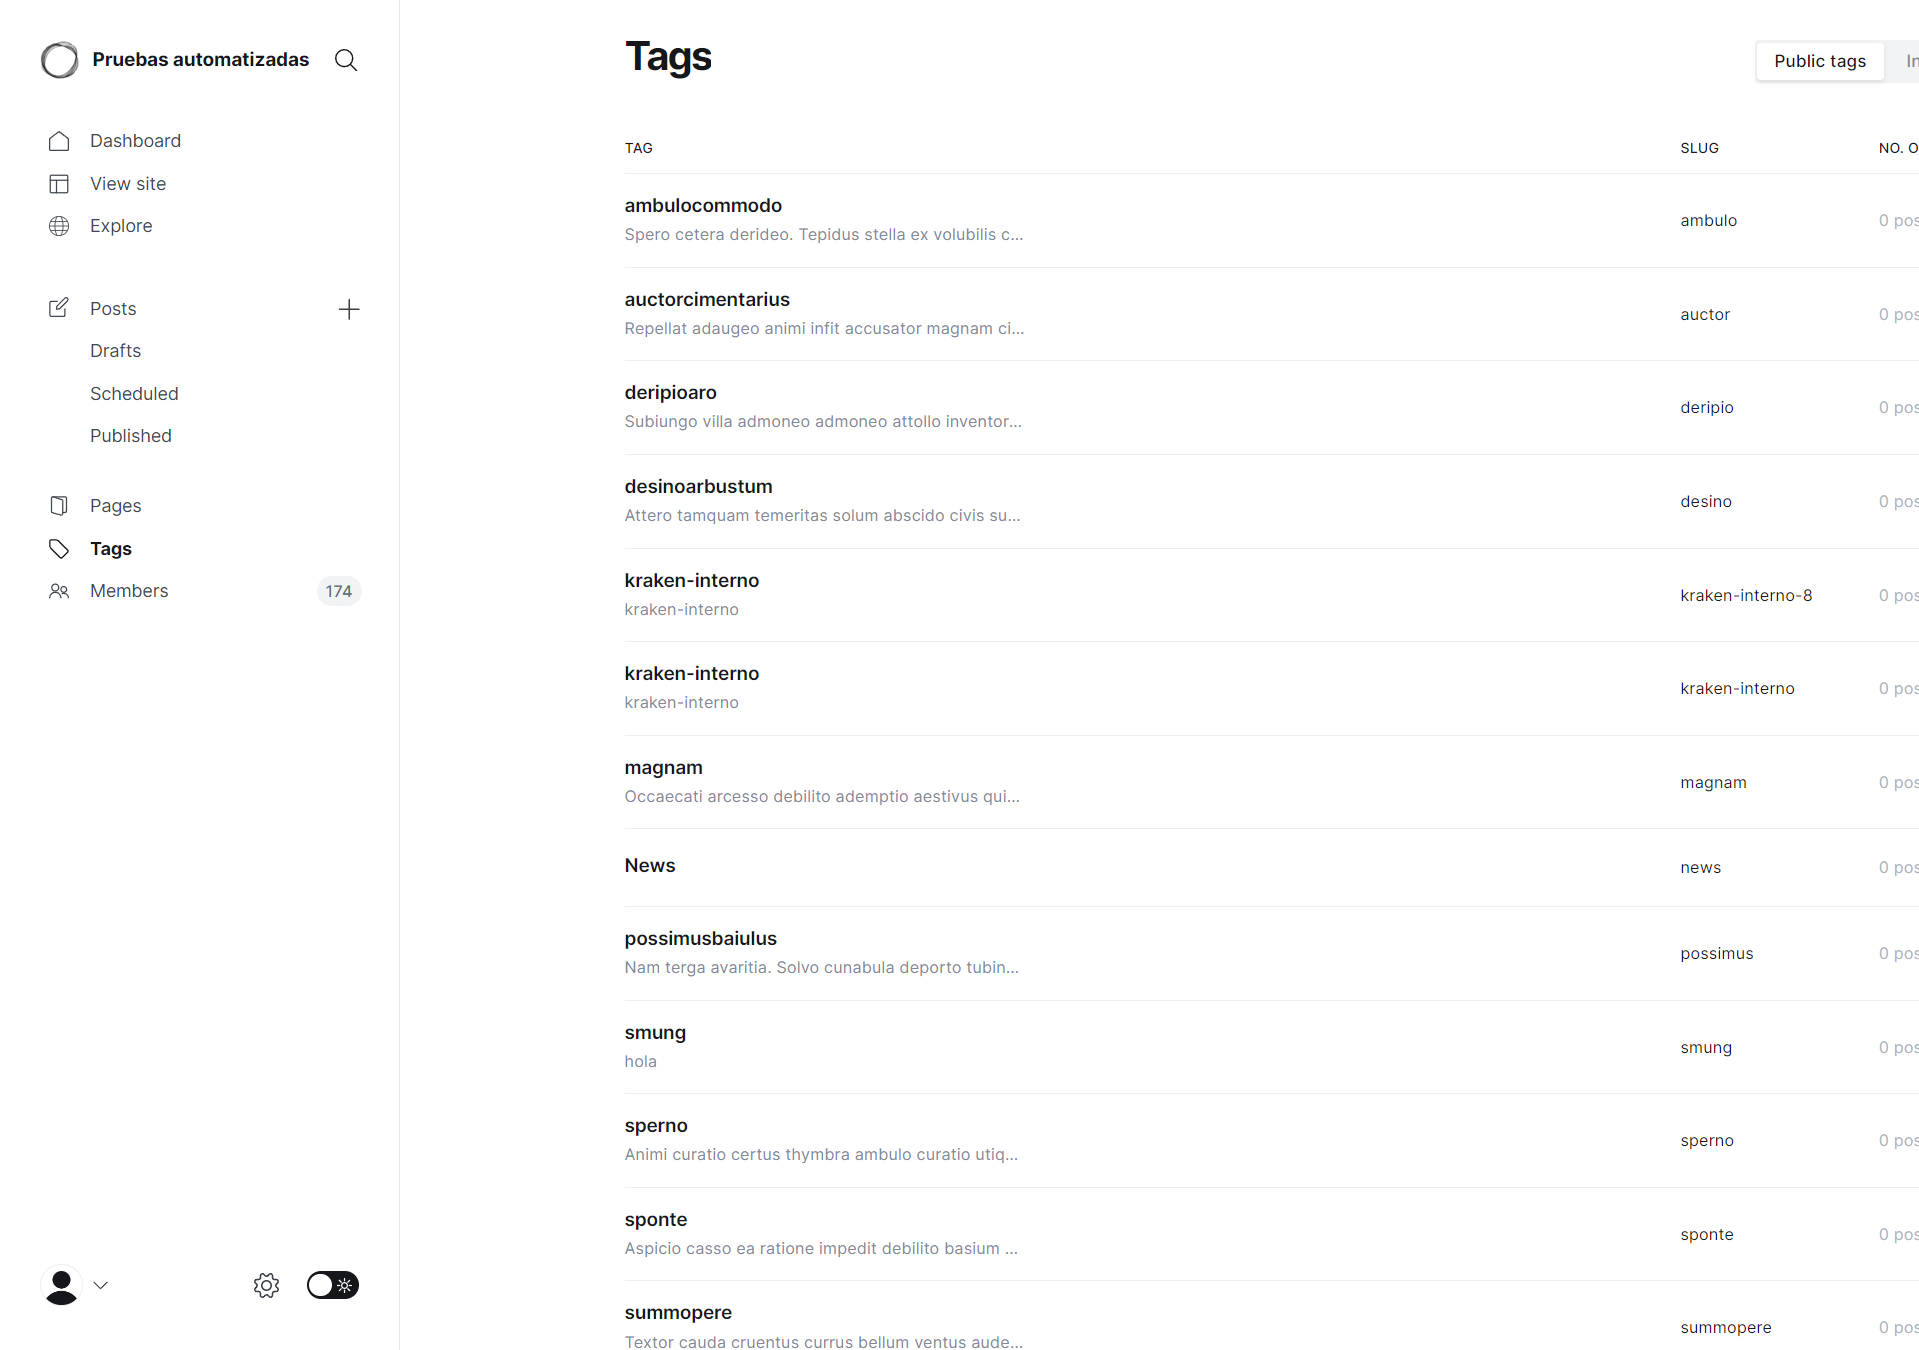 Pruebas automatizadas
Dashboard
View site
Explore
Posts
Drafts
Scheduled
Published
Pages
Tags
Members 174
Tags
Public tags
TAG SLUG NO. O
ambulocommodo
Spero cetera derideo. Tepidus stella ex volubilis c...
ambulo 0 pos
auctorcimentarius
Repellat adaugeo animi infit accusator magnam ci...
auctor 0 pos
deripioaro
Subiungo villa admoneo admoneo attollo inventor...
deripio 0 pos
desinoarbustum
Attero tamquam temeritas solum abscido civis su...
desino 0 pos
kraken-interno
kraken-interno
kraken-interno-8 0 pos
kraken-interno
kraken-interno
kraken-interno 0 pos
magnam
Occaecati arcesso debilito ademptio aestivus qui...
magnam 0 pos
News
news 0 pos
possimusbaiulus
Nam terga avaritia. Solvo cunabula deporto tubin...
possimus 0 pos
smung
hola
smung 0 pos
sperno
Animi curatio certus thymbra ambulo curatio utiq...
sperno 0 pos
sponte
Aspicio casso ea ratione impedit debilito basium ...
sponte 0 pos
summopere
Textor cauda cruentus currus bellum ventus aude...
summopere 0 pos